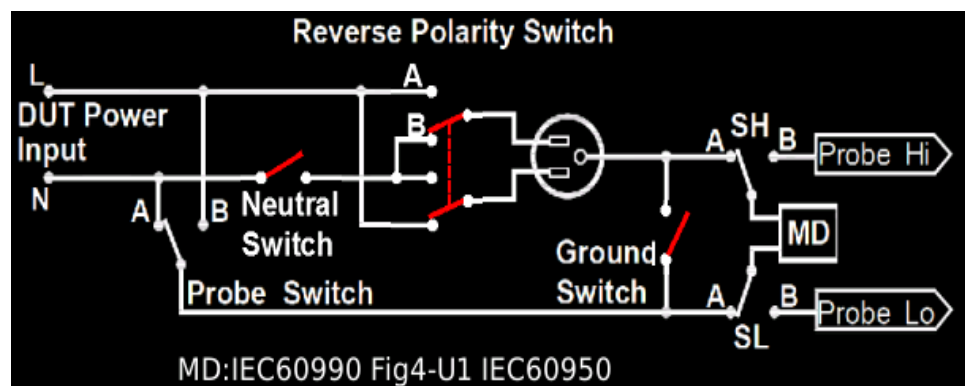 Reverse Polarity Switch
L
A
DUT Power
Input
B
A SH B Probe Hi
N
A B Neutral
Switch
MD
Ground
Switch
Probe Switch
A B Probe Lo
SL
MD:IEC60990 Fig4-U1 IEC60950